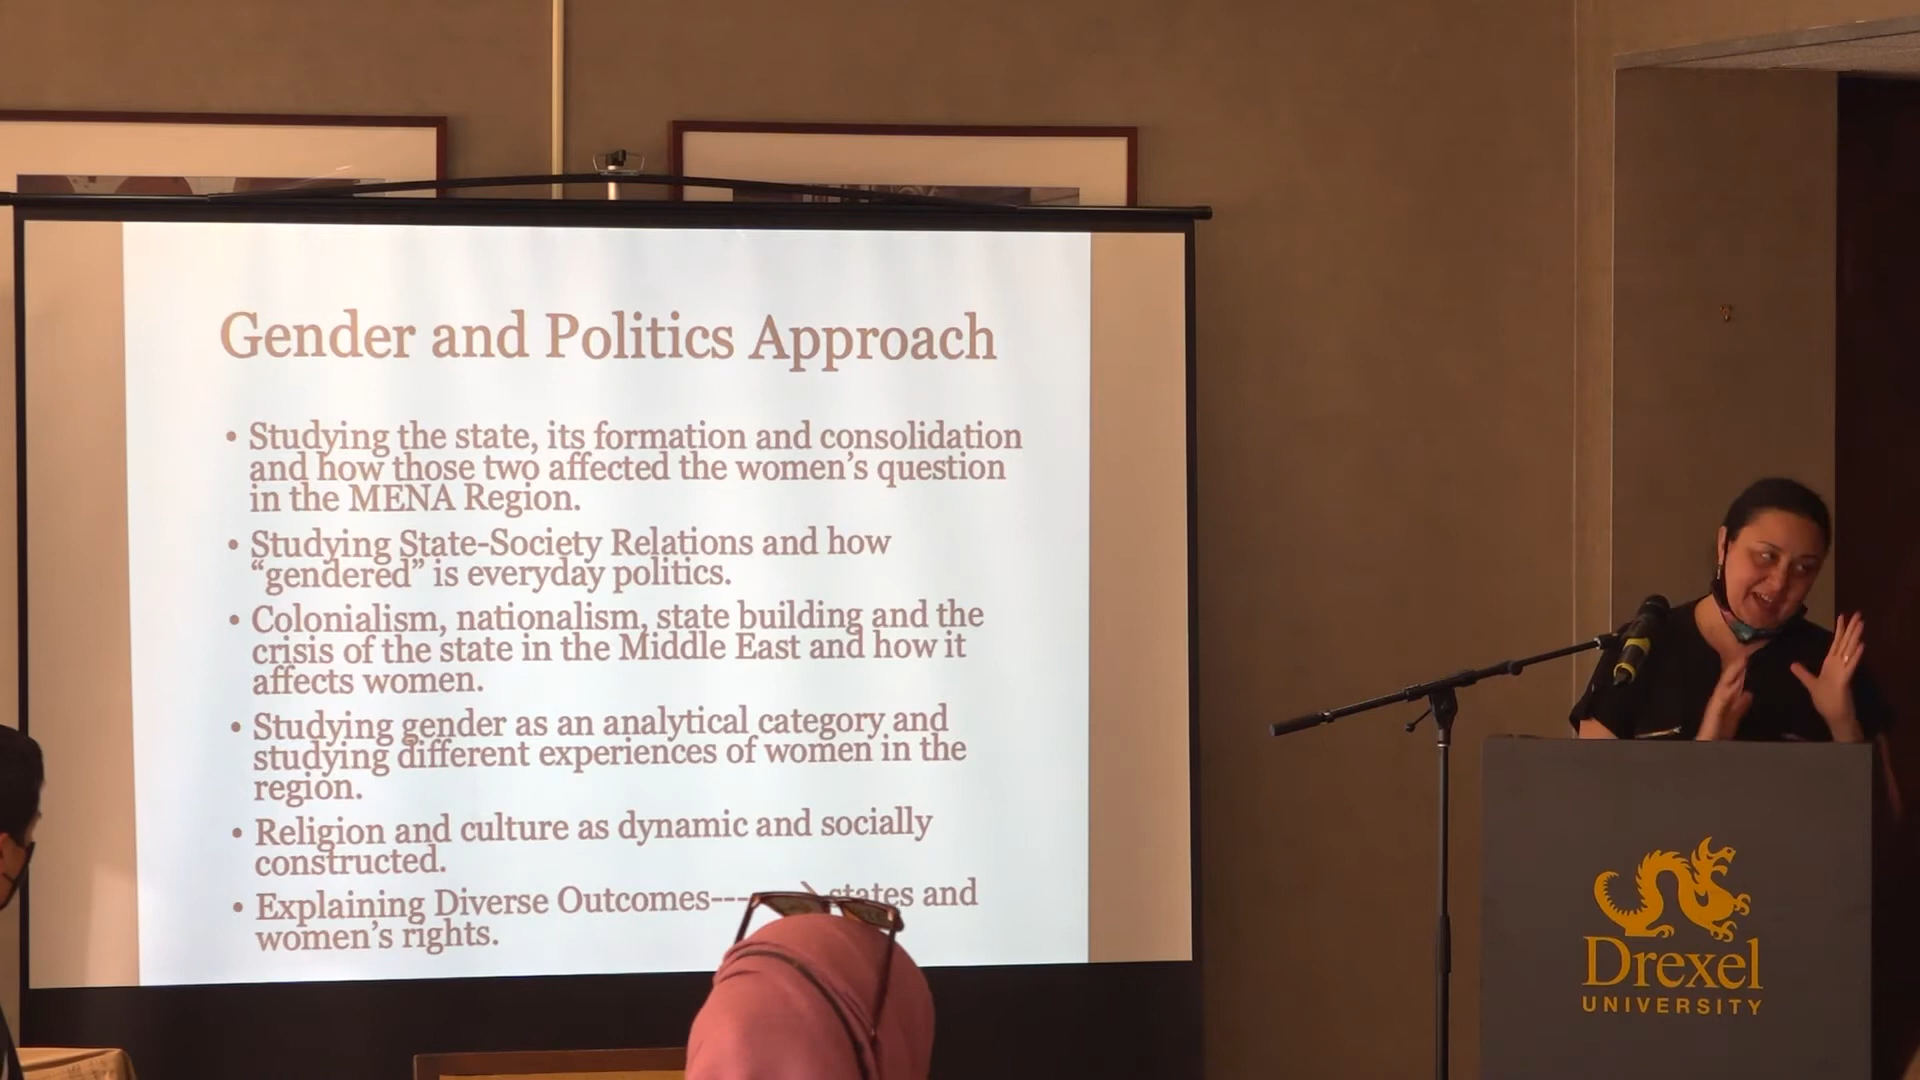 Gender and Politics Approach
• Studying the state, its formation and consolidation
and how those two affected the women's question
in the MENA Region.
• Studying State-Society Relations and how
“gendered” is everyday politics.
• Colonialism, nationalism, state building and the
crisis of the state in the Middle East and how it
affects women.
• Studying gender as an analytical category and
studying different experiences of women in the
region.
• Religion and culture as dynamic and socially
constructed.
• Explaining Diverse Outcomes--- states and
women's rights.
Drexel
UNIVERSITY